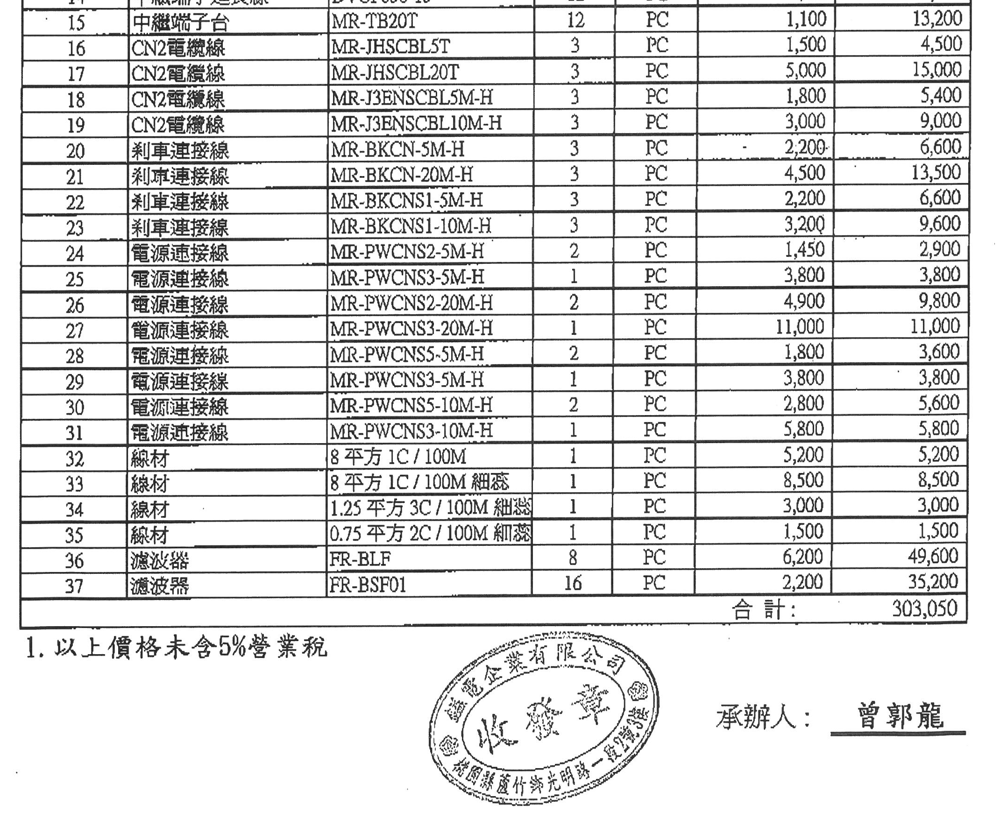 15 中繼端子台 MR-TB20T 12 PC 1,100 13,200
16 CN2電纜線 MR-JHSCBL5T 3 PC 1,500 4,500
17 CN2電纜線 MR-JHSCBL20T 3 PC 5,000 15,000
18 CN2電纜線 MR-J3ENSCBL5M-H 3 PC 1,800 5,400
19 CN2電纜線 MR-J3ENSCBL10M-H 3 PC 3,000 9,000
20 剎車連接線 MR-BKCN-5M-H 3 PC 2,200 6,600
21 剎車連接線 MR-BKCN-20M-H 3 PC 4,500 13,500
22 剎車連接線 MR-BKCNS1-5M-H 3 PC 2,200 6,600
23 剎車連接線 MR-BKCNS1-10M-H 3 PC 3,200 9,600
24 電源連接線 MR-PWCNS2-5M-H 2 PC 1,450 2,900
25 電源連接線 MR-PWCNS3-5M-H 1 PC 3,800 3,800
26 電源連接線 MR-PWCNS2-20M-H 2 PC 4,900 9,800
27 電源連接線 MR-PWCNS3-20M-H 1 PC 11,000 11,000
28 電源連接線 MR-PWCNS5-5M-H 2 PC 1,800 3,600
29 電源連接線 MR-PWCNS3-5M-H 1 PC 3,800 3,800
30 電源連接線 MR-PWCNS5-10M-H 2 PC 2,800 5,600
31 電源連接線 MR-PWCNS3-10M-H 1 PC 5,800 5,800
32 線材 8 平方 1C / 100M 1 PC 5,200 5,200
33 線材 8 平方 1C / 100M 細蕊 1 PC 8,500 8,500
34 線材 1.25 平方 3C / 100M 細蕊 1 PC 3,000 3,000
35 線材 0.75 平方 2C / 100M 細蕊 1 PC 1,500 1,500
36 濾波器 FR-BLF 8 PC 6,200 49,600
37 濾波器 FR-BSF01 16 PC 2,200 35,200
合 計: 303,050
1. 以上價格未含5%營業稅
電企業有限公司
收發章
桃園縣蘆竹鄉光明路一段2號3樓
承辦人: 曾郭龍